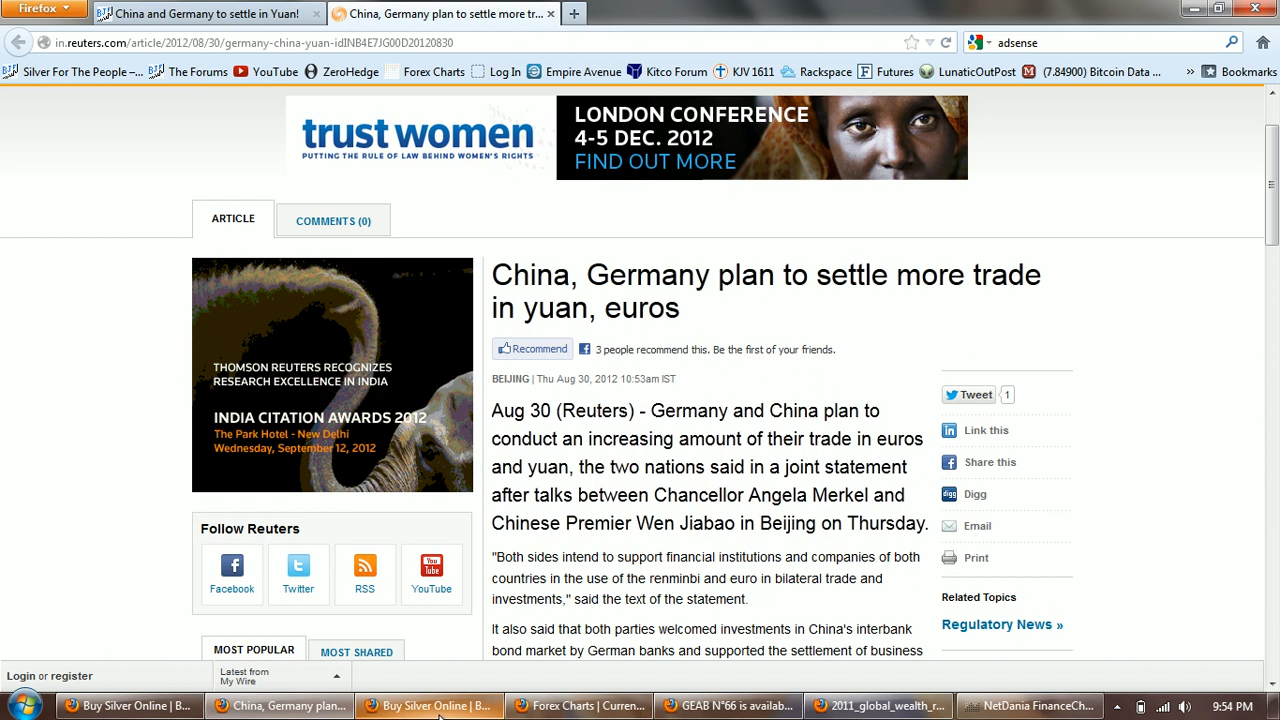 Firefox
China and Germany to settle in Yuan!
China, Germany plan to settle more tr...
in.reuters.com/article/2012/08/30/germany-china-yuan-idINB4E7JG00D20120830
adsense
Silver For The People –...
The Forums
YouTube
ZeroHedge
Forex Charts
Log In
Empire Avenue
Kitco Forum
KJV 1611
Rackspace
Futures
LunaticOutPost
(7.84900) Bitcoin Data ...
»
Bookmarks
trust women
PUTTING THE RULE OF LAW BEHIND WOMEN'S RIGHTS
LONDON CONFERENCE
4-5 DEC. 2012
FIND OUT MORE
ARTICLE
COMMENTS (0)
THOMSON REUTERS RECOGNIZES
RESEARCH EXCELLENCE IN INDIA
INDIA CITATION AWARDS 2012
The Park Hotel - New Delhi
Wednesday, September 12, 2012
Follow Reuters
Facebook
Twitter
RSS
You Tube
YouTube
MOST POPULAR
MOST SHARED
China, Germany plan to settle more trade
in yuan, euros
Recommend
3 people recommend this. Be the first of your friends.
BEIJING | Thu Aug 30, 2012 10:53am IST
Aug 30 (Reuters) - Germany and China plan to
conduct an increasing amount of their trade in euros
and yuan, the two nations said in a joint statement
after talks between Chancellor Angela Merkel and
Chinese Premier Wen Jiabao in Beijing on Thursday.
"Both sides intend to support financial institutions and companies of both
countries in the use of the renminbi and euro in bilateral trade and
investments," said the text of the statement.
It also said that both parties welcomed investments in China's interbank
bond market by German banks and supported the settlement of business
Tweet
1
Link this
Share this
digg
Digg
Email
Print
Related Topics
Regulatory News »
Login or register
Latest from
My Wire
Buy Silver Online | B...
China, Germany plan...
Buy Silver Online | B...
Forex Charts | Curren...
GEAB N°66 is availab...
2011_global_wealth_r...
NetDania FinanceCh...
9:54 PM